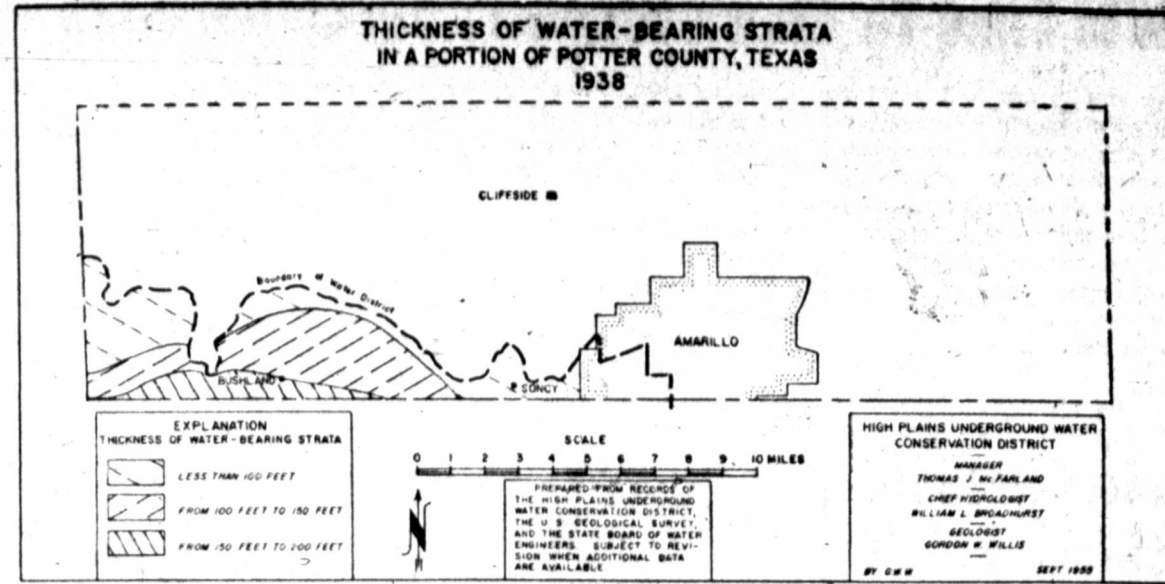 THICKNESS OF WATER-BEARING STRATA
IN A PORTION OF POTTER COUNTY, TEXAS
1938
CLIFFSIDE
Boundary of Water District
AMARILLO
BUSHLAND
SONCY
EXPLANATION
THICKNESS OF WATER-BEARING STRATA
LESS THAN 100 FEET
FROM 100 FEET TO 150 FEET
FROM 150 FEET TO 200 FEET
SCALE
0 1 2 3 4 5 6 7 8 9 10 MILES
N
PREPARED FROM RECORDS OF
THE HIGH PLAINS UNDERGROUND
WATER CONSERVATION DISTRICT,
THE U S GEOLOGICAL SURVEY,
AND THE STATE BOARD OF WATER
ENGINEERS. SUBJECT TO REVI-
SION WHEN ADDITIONAL DATA
ARE AVAILABLE
HIGH PLAINS UNDERGROUND WATER
CONSERVATION DISTRICT
MANAGER
THOMAS J McFARLAND
CHIEF HYDROLOGIST
WILLIAM L BROADHURST
GEOLOGIST
GORDON W. WILLIS
BY G.W.W.
SEPT 1955